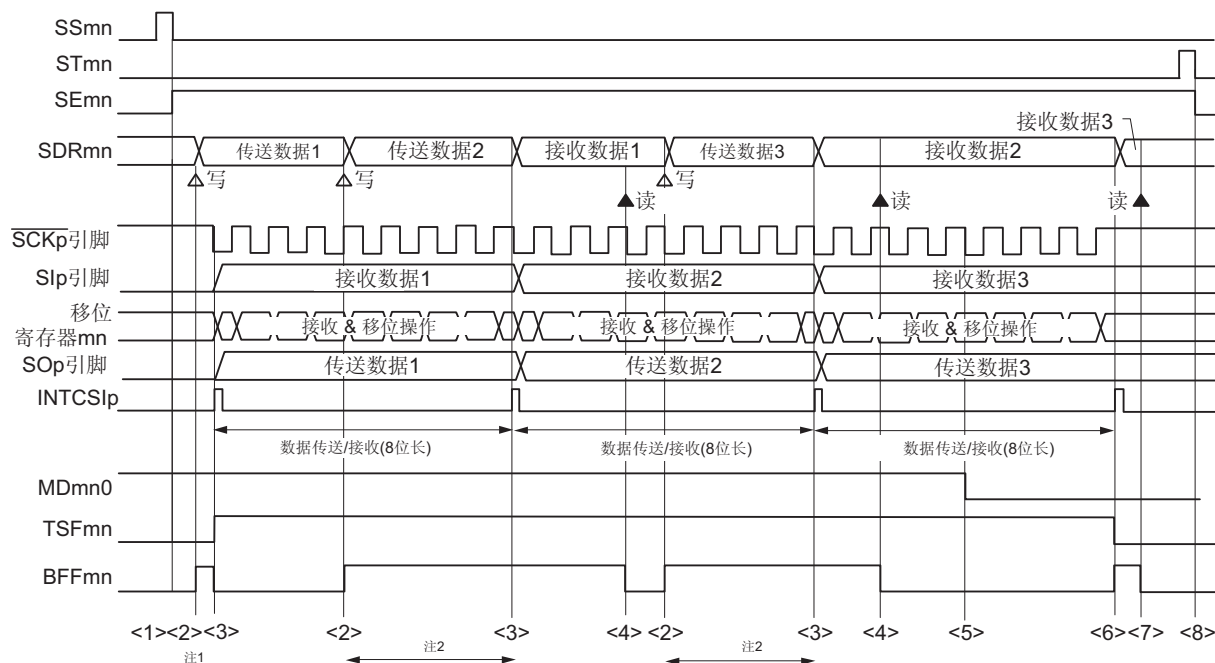 SSmn
STmn
SEmn
接收数据3
SDRmn 传送数据1 传送数据2 接收数据1 传送数据3 接收数据2
写 写 写
读 读 读
SCKp引脚
SIp引脚 接收数据1 接收数据2 接收数据3
移位
寄存器mn 接收 & 移位操作 接收 & 移位操作 接收 & 移位操作
SOp引脚 传送数据1 传送数据2 传送数据3
INTCSIp
数据传送/接收(8位长) 数据传送/接收(8位长) 数据传送/接收(8位长)
MDmn0
TSFmn
BFFmn
<1><2><3> <2> <3> <4><2> <3> <4> <5> <6><7> <8>
注1 注2 注2